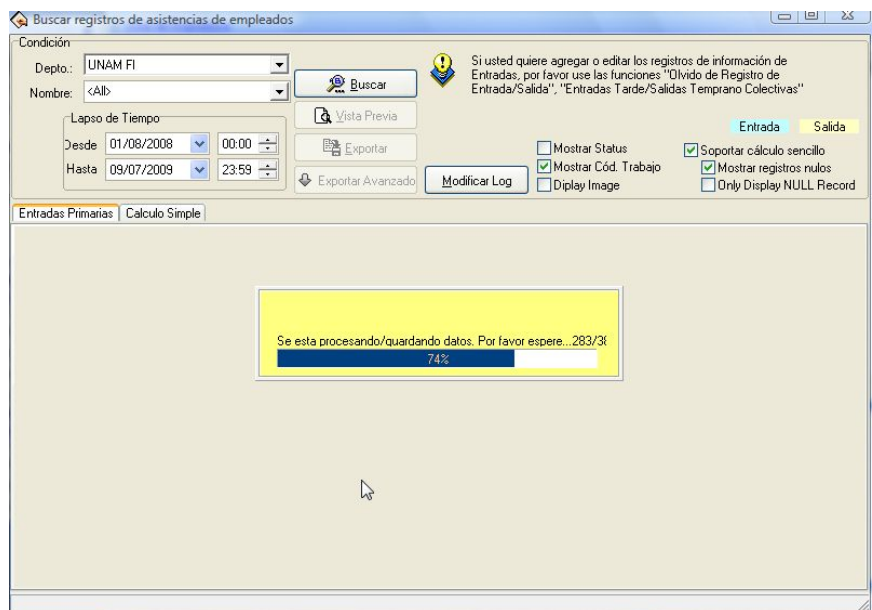 Buscar registros de asistencias de empleados
Condición
Depto.: UNAM FI
Nombre: <All>
Buscar
Vista Previa
Exportar
Exportar Avanzado
Lapso de Tiempo
Desde 01/08/2008 00:00
Hasta 09/07/2009 23:59
Si usted quiere agregar o editar los registros de información de
Entradas, por favor use las funciones "Olvido de Registro de
Entrada/Salida", "Entradas Tarde/Salidas Temprano Colectivas"
Entrada Salida
Modificar Log
Mostrar Status
Mostrar Cód. Trabajo
Diplay Image
Soportar cálculo sencillo
Mostrar registros nulos
Only Display NULL Record
Entradas Primarias Calculo Simple
Se esta procesando/guardando datos. Por favor espere...283/38
74%